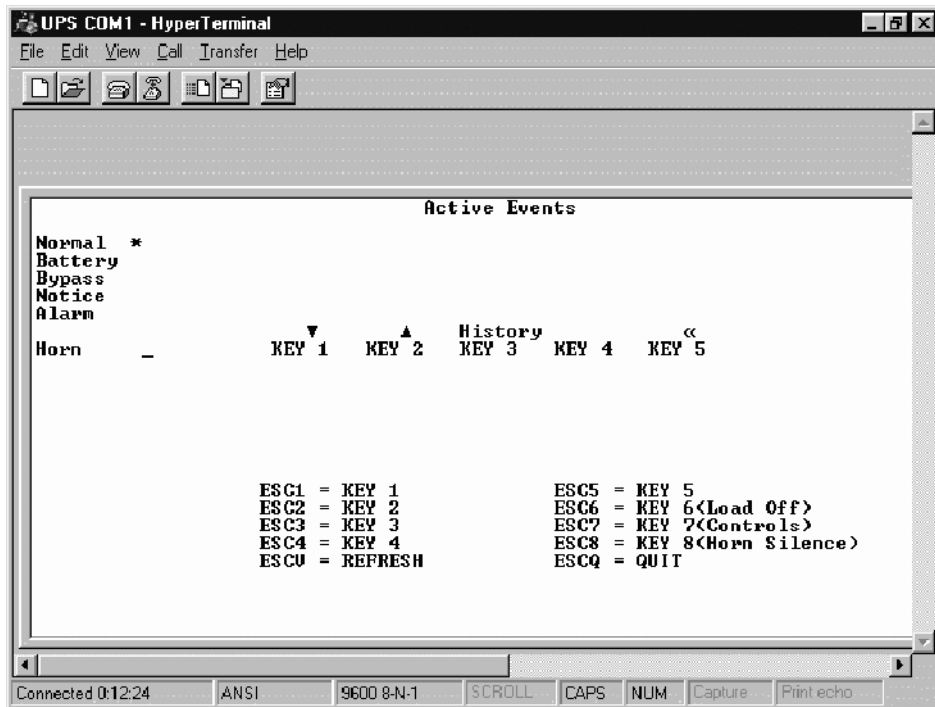 UPS COM1 - HyperTerminal
File Edit View Call Transfer Help
Active Events
Normal *
Battery
Bypass
Notice
Alarm
▼ ▲ History «
Horn _ KEY 1 KEY 2 KEY 3 KEY 4 KEY 5
ESC1 = KEY 1 ESC5 = KEY 5
ESC2 = KEY 2 ESC6 = KEY 6(Load Off)
ESC3 = KEY 3 ESC7 = KEY 7(Controls)
ESC4 = KEY 4 ESC8 = KEY 8(Horn Silence)
ESCV = REFRESH ESCQ = QUIT
Connected 0:12:24 ANSI 9600 8-N-1 SCROLL CAPS NUM Capture Print echo